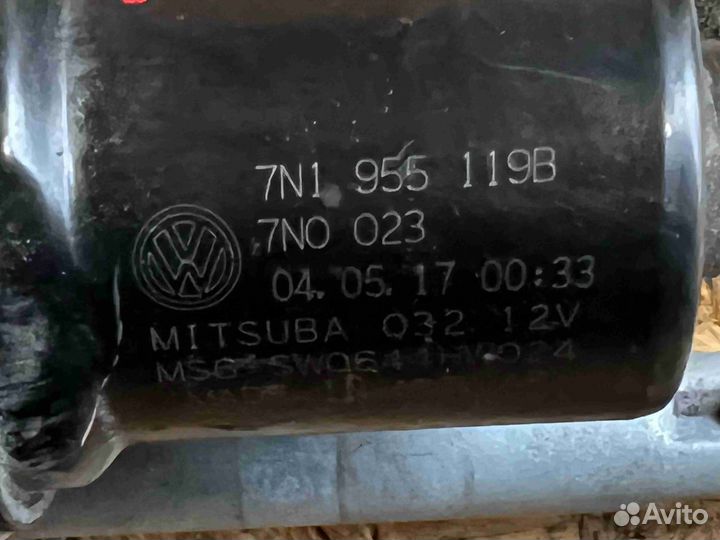 7N1 955 119B
7N0 023
04.05.17 00:33
MITSUBA 032 12V
Avito